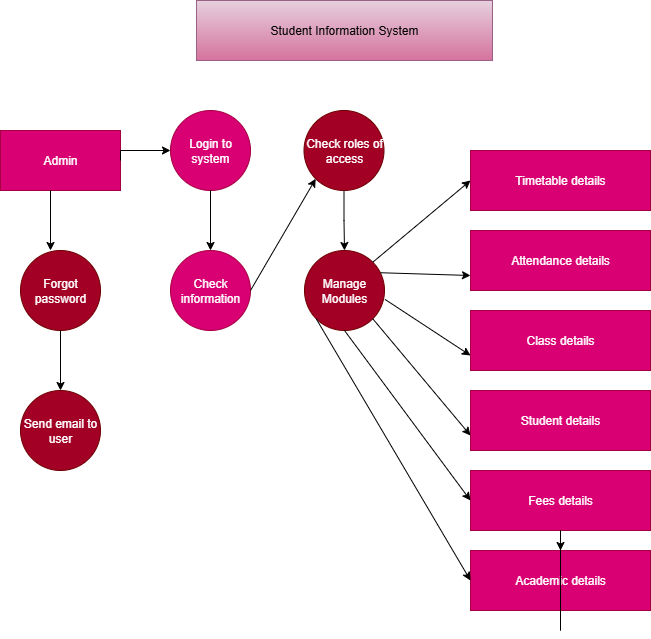 Student Information System
Admin
Login to
system
Check roles of
access
Timetable details
Attendance details
Forgot
password
Check
information
Manage
Modules
Class details
Send email to
user
Student details
Fees details
Academic details